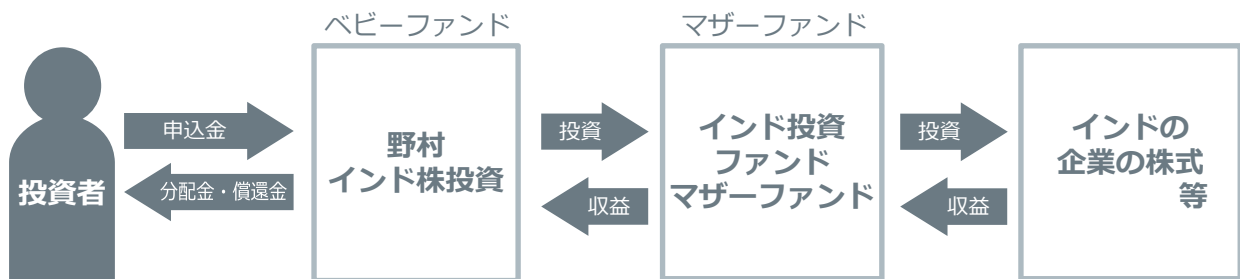 ベビーファンド
マザーファンド
投資者
申込金
分配金・償還金
野村
インド株投資
投資
収益
インド投資
ファンド
マザーファンド
投資
収益
インドの
企業の株式
等